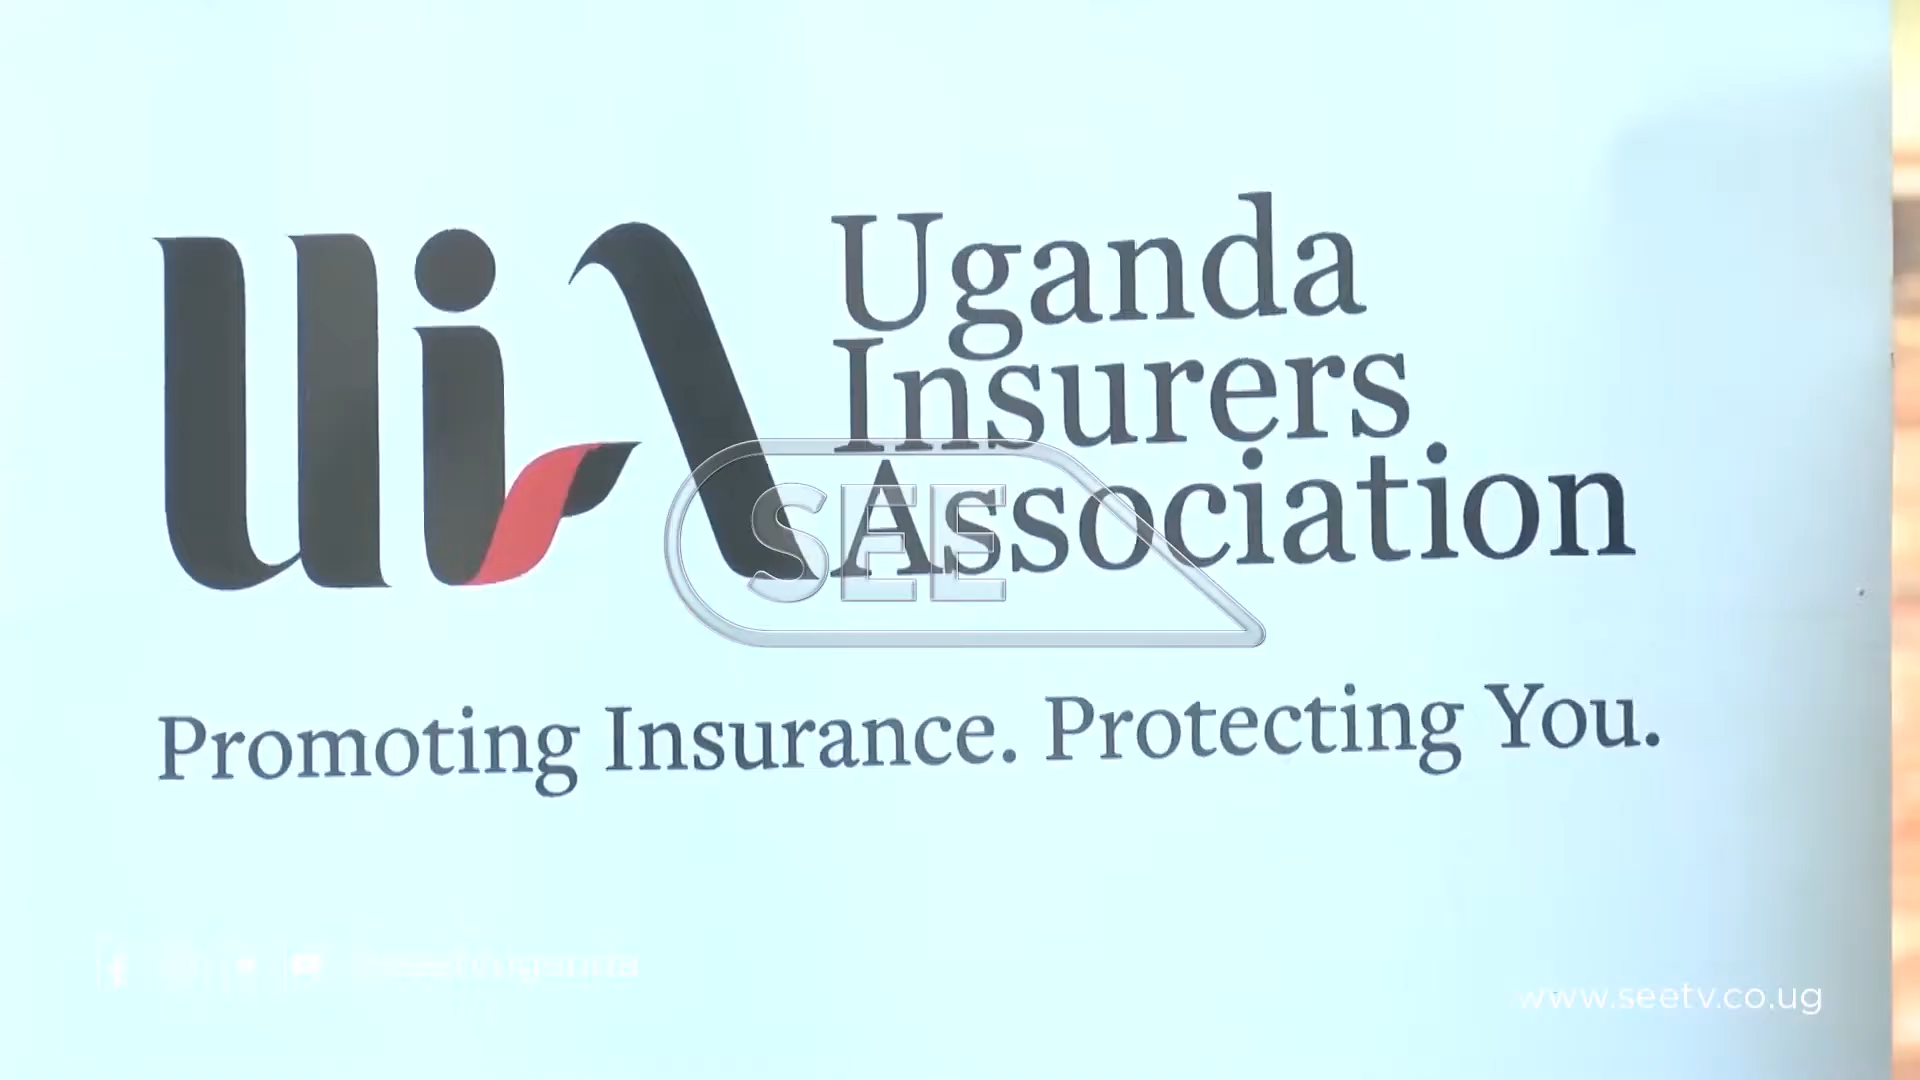 UiA
Uganda
Insurers
Association
SEE
Promoting Insurance. Protecting You.
www.seetv.co.ug